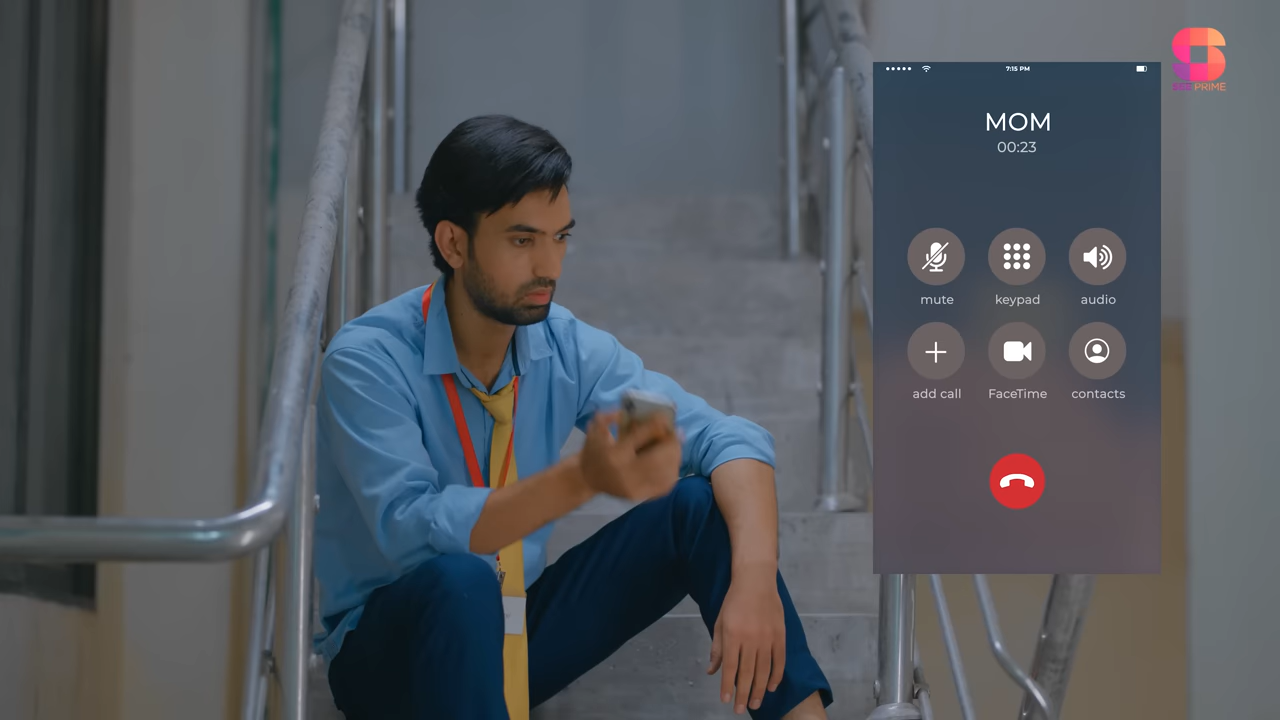 7:15 PM
MOM
00:23
mute
keypad
audio
add call
FaceTime
contacts
PRIME